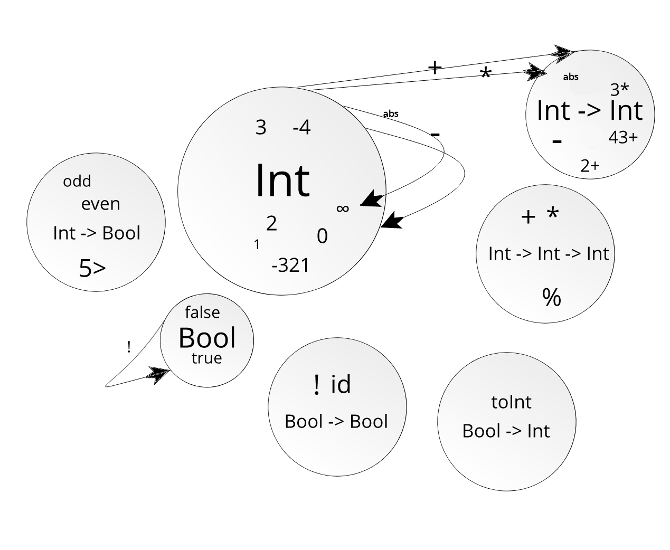 +
*
abs
3*
Int -> Int
-
43+
2+
abs
-
3 -4
Int
∞
2
1
0
-321
odd
even
Int -> Bool
5>
+ *
Int -> Int -> Int
%
false
Bool
true
!
! id
Bool -> Bool
toInt
Bool -> Int